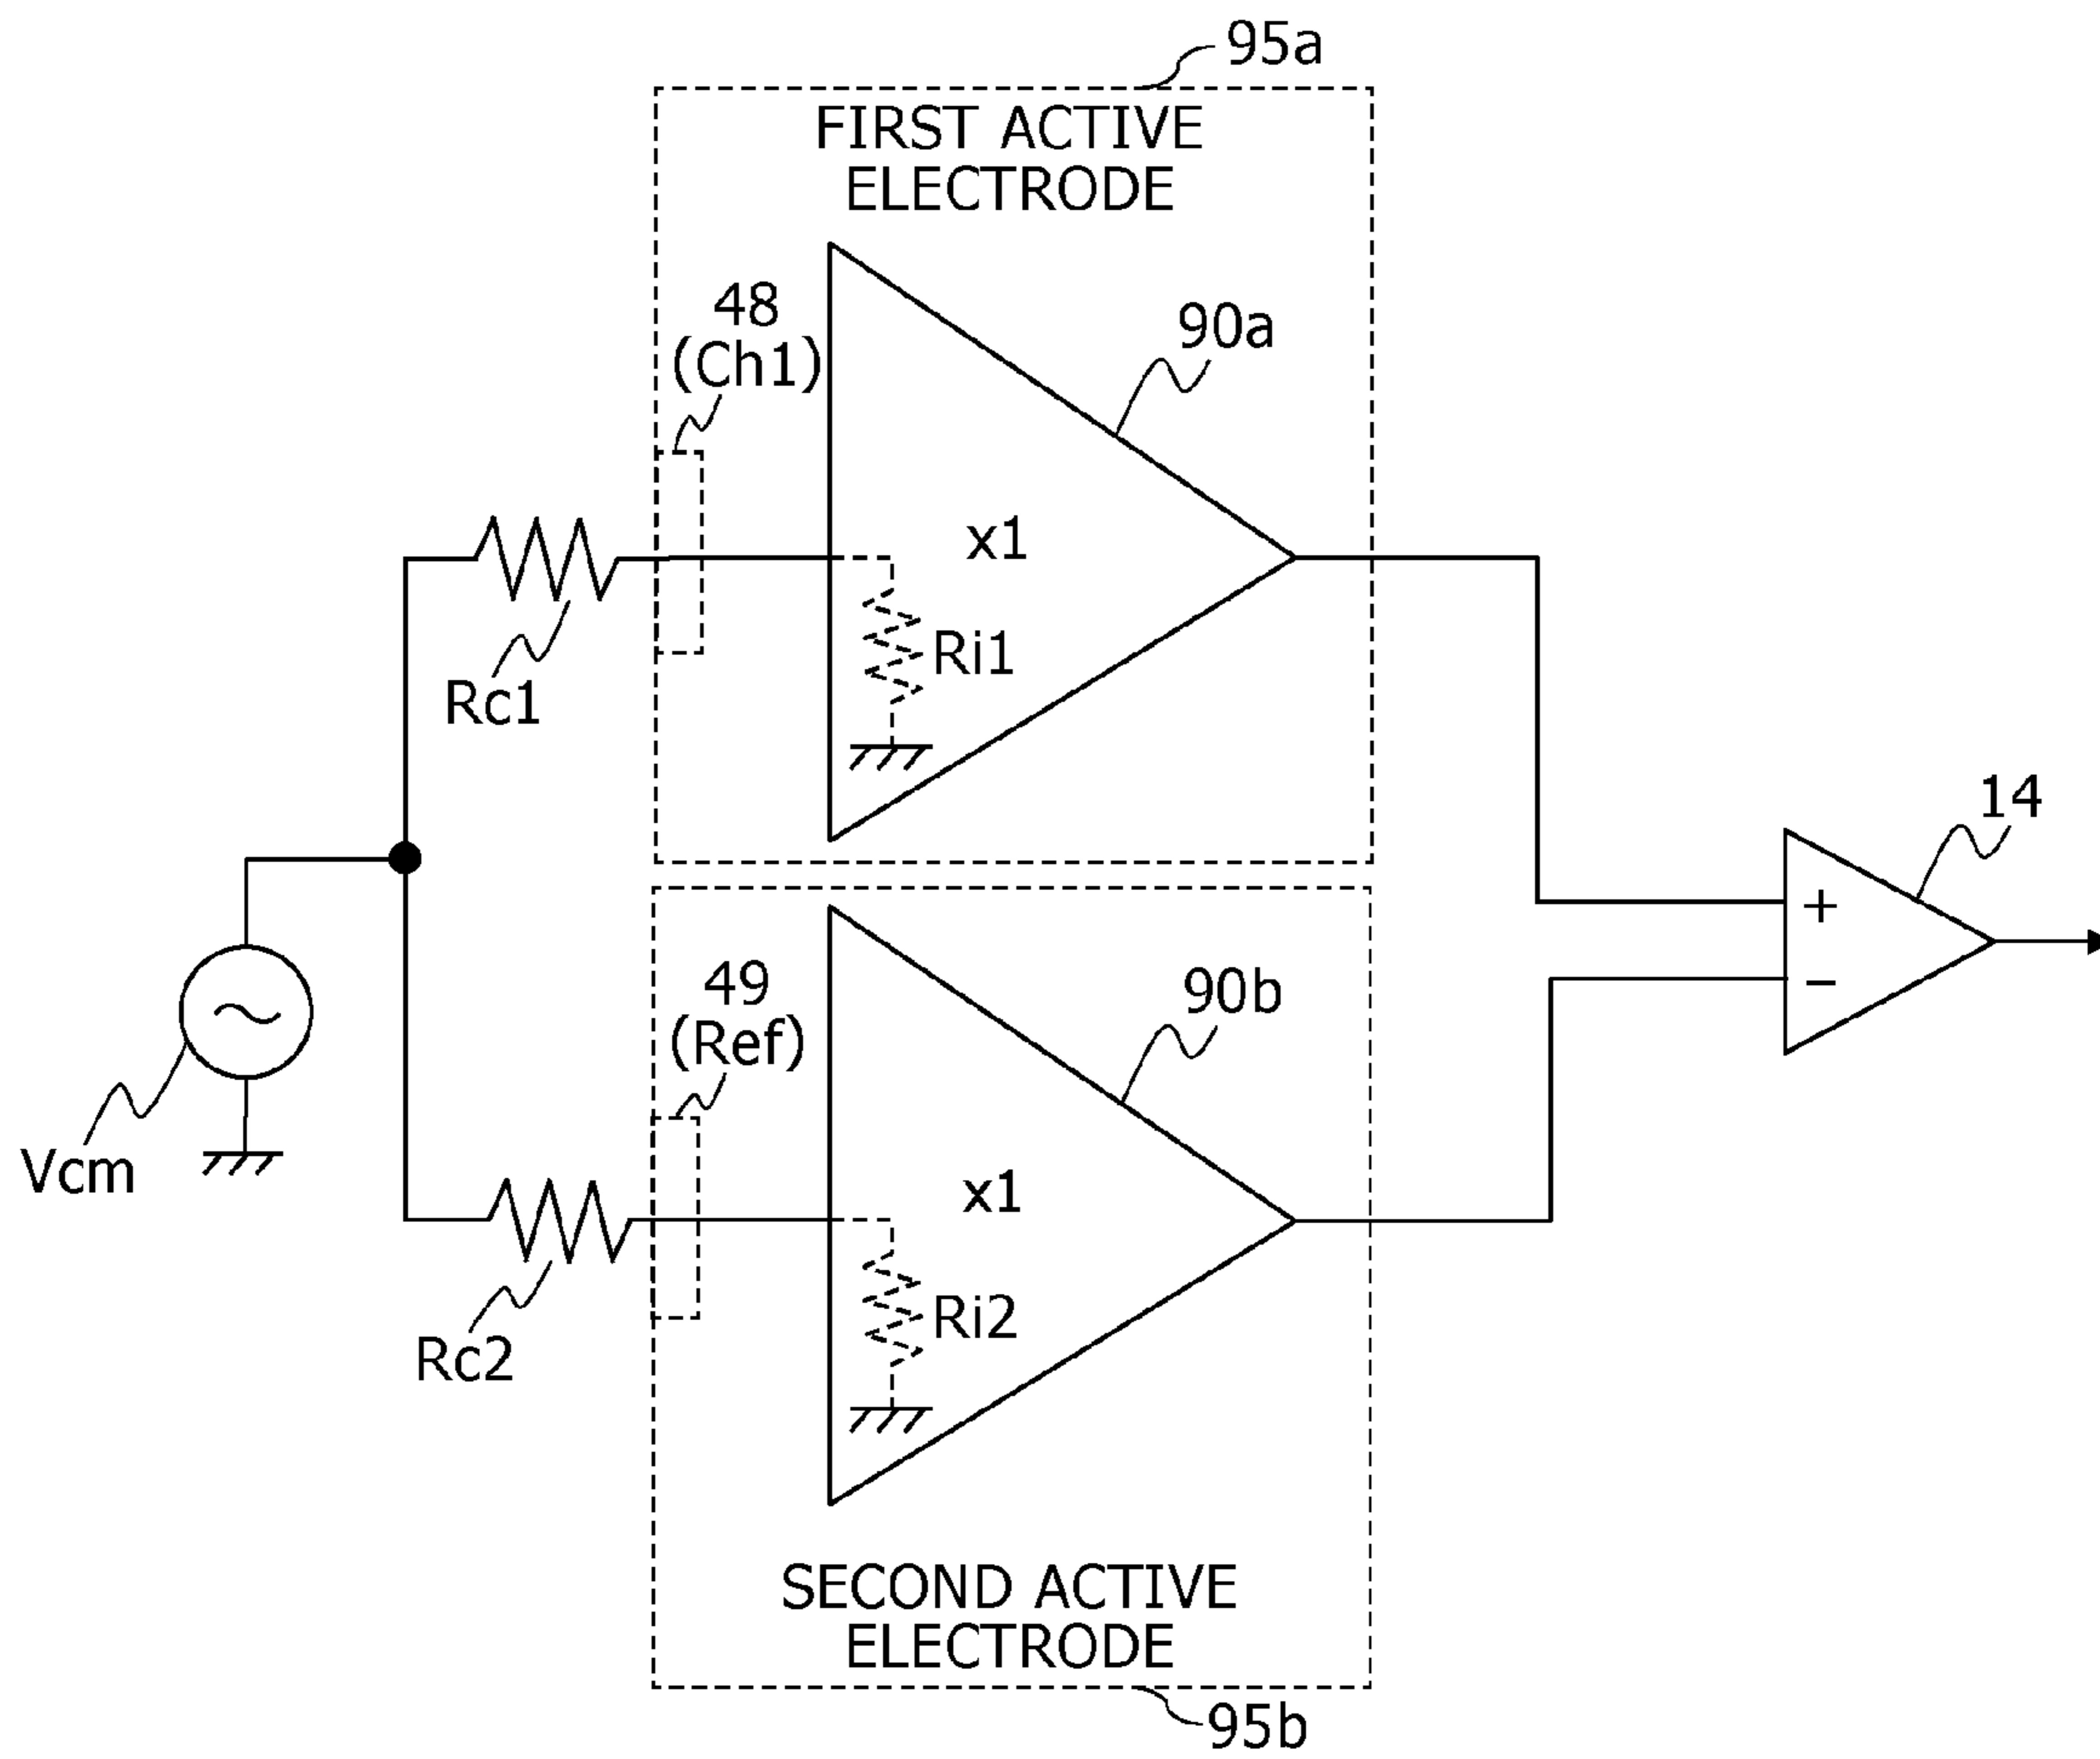 95a
FIRST ACTIVE
ELECTRODE
48
(Ch1)
90a
x1
Ri1
Rc1
14
+
−
49
(Ref)
90b
Vcm
x1
Ri2
Rc2
SECOND ACTIVE
ELECTRODE
95b